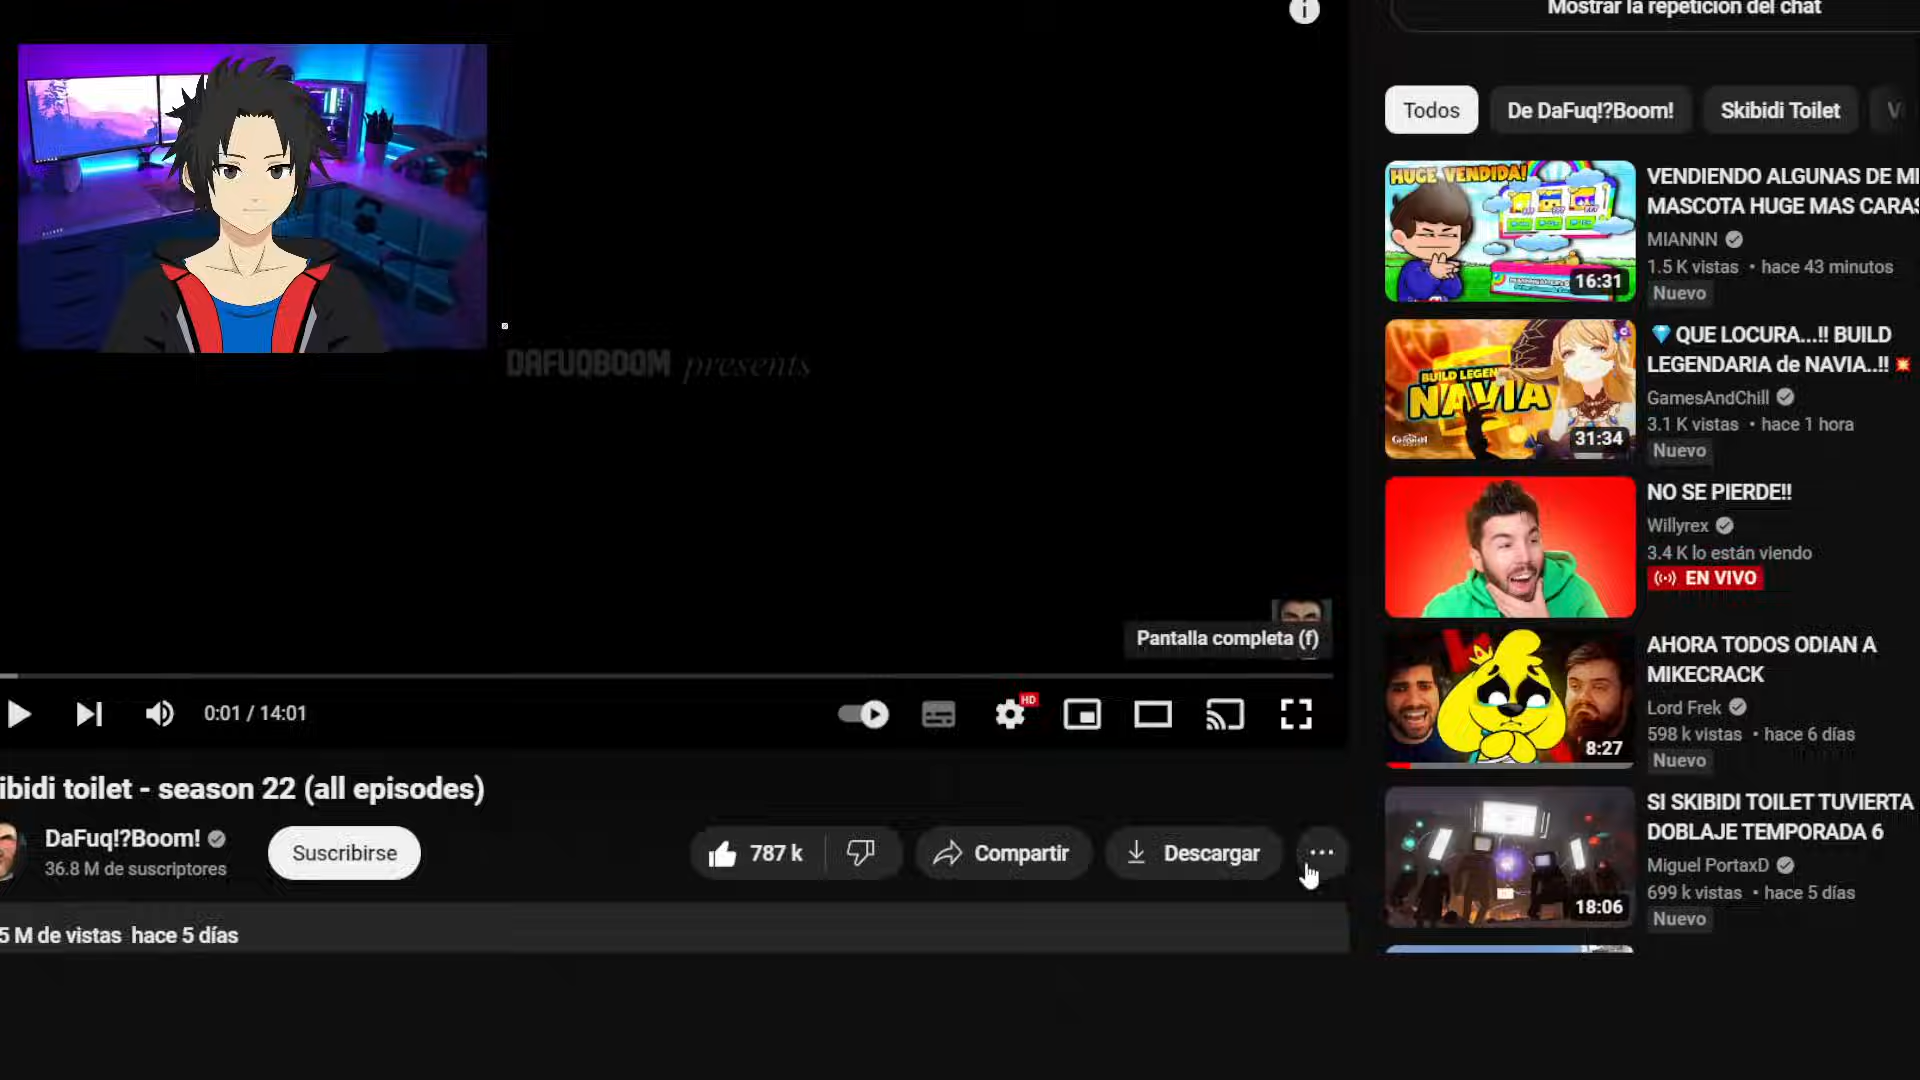 Mostrar la repetición del chat
Todos
De DaFuq!?Boom!
Skibidi Toilet
V
HUGE VENDIDA!
16:31
VENDIENDO ALGUNAS DE MI
MASCOTA HUGE MAS CARAS
MIANNN
1.5 K vistas • hace 43 minutos
Nuevo
BUILD LEGEN
NAVIA
31:34
💎 QUE LOCURA...!! BUILD
LEGENDARIA de NAVIA..!! 💥
GamesAndChill
3.1 K vistas • hace 1 hora
Nuevo
NO SE PIERDE!!
Willyrex
3.4 K lo están viendo
EN VIVO
8:27
AHORA TODOS ODIAN A
MIKECRACK
Lord Frek
598 k vistas • hace 6 días
Nuevo
18:06
SI SKIBIDI TOILET TUVIERTA
DOBLAJE TEMPORADA 6
Miguel PortaxD
699 k vistas • hace 5 días
Nuevo
DAFUQBOOM presents
Pantalla completa (f)
0:01 / 14:01
HD
ibidi toilet - season 22 (all episodes)
DaFuq!?Boom!
36.8 M de suscriptores
Suscribirse
787 k
Compartir
Descargar
5 M de vistas hace 5 días